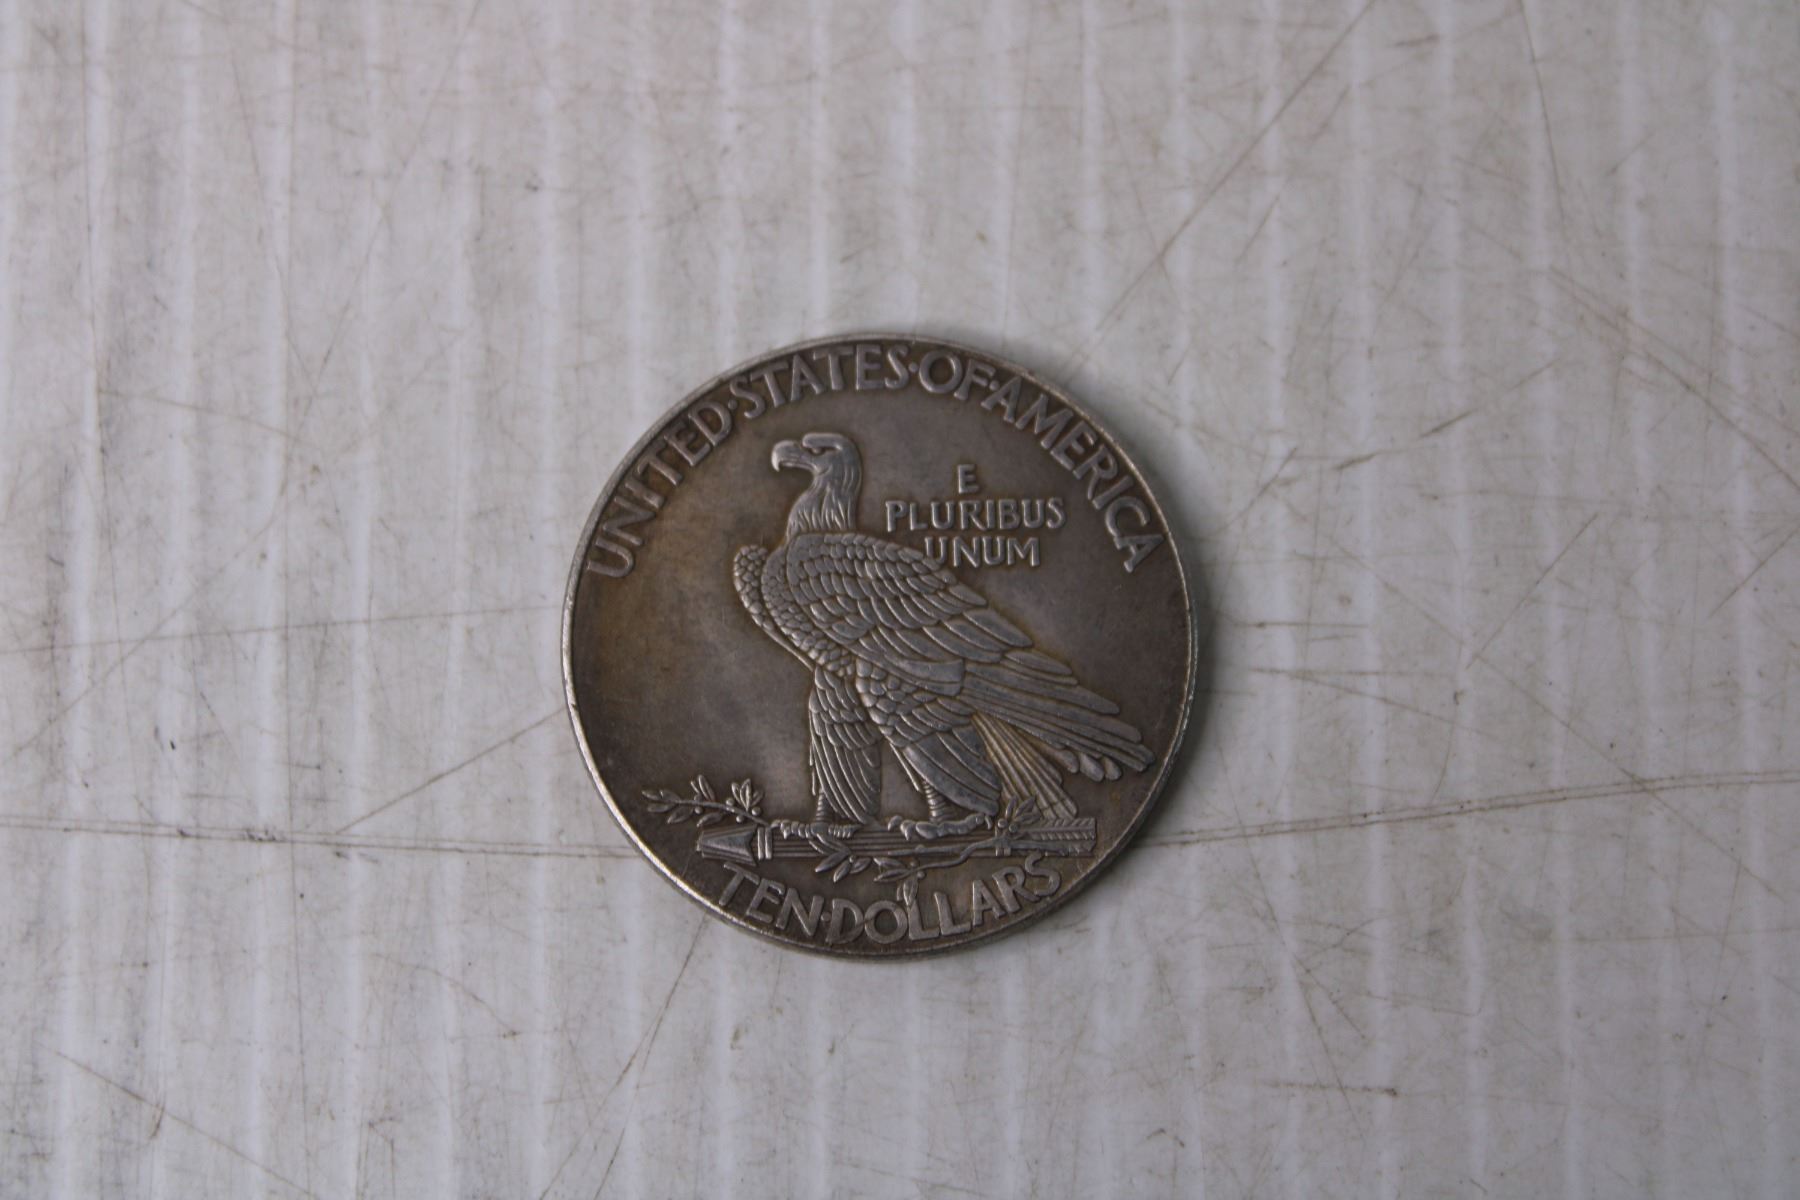 UNITED·STATES·OF·AMERICA
E
PLURIBUS
UNUM
TEN·DOLLARS